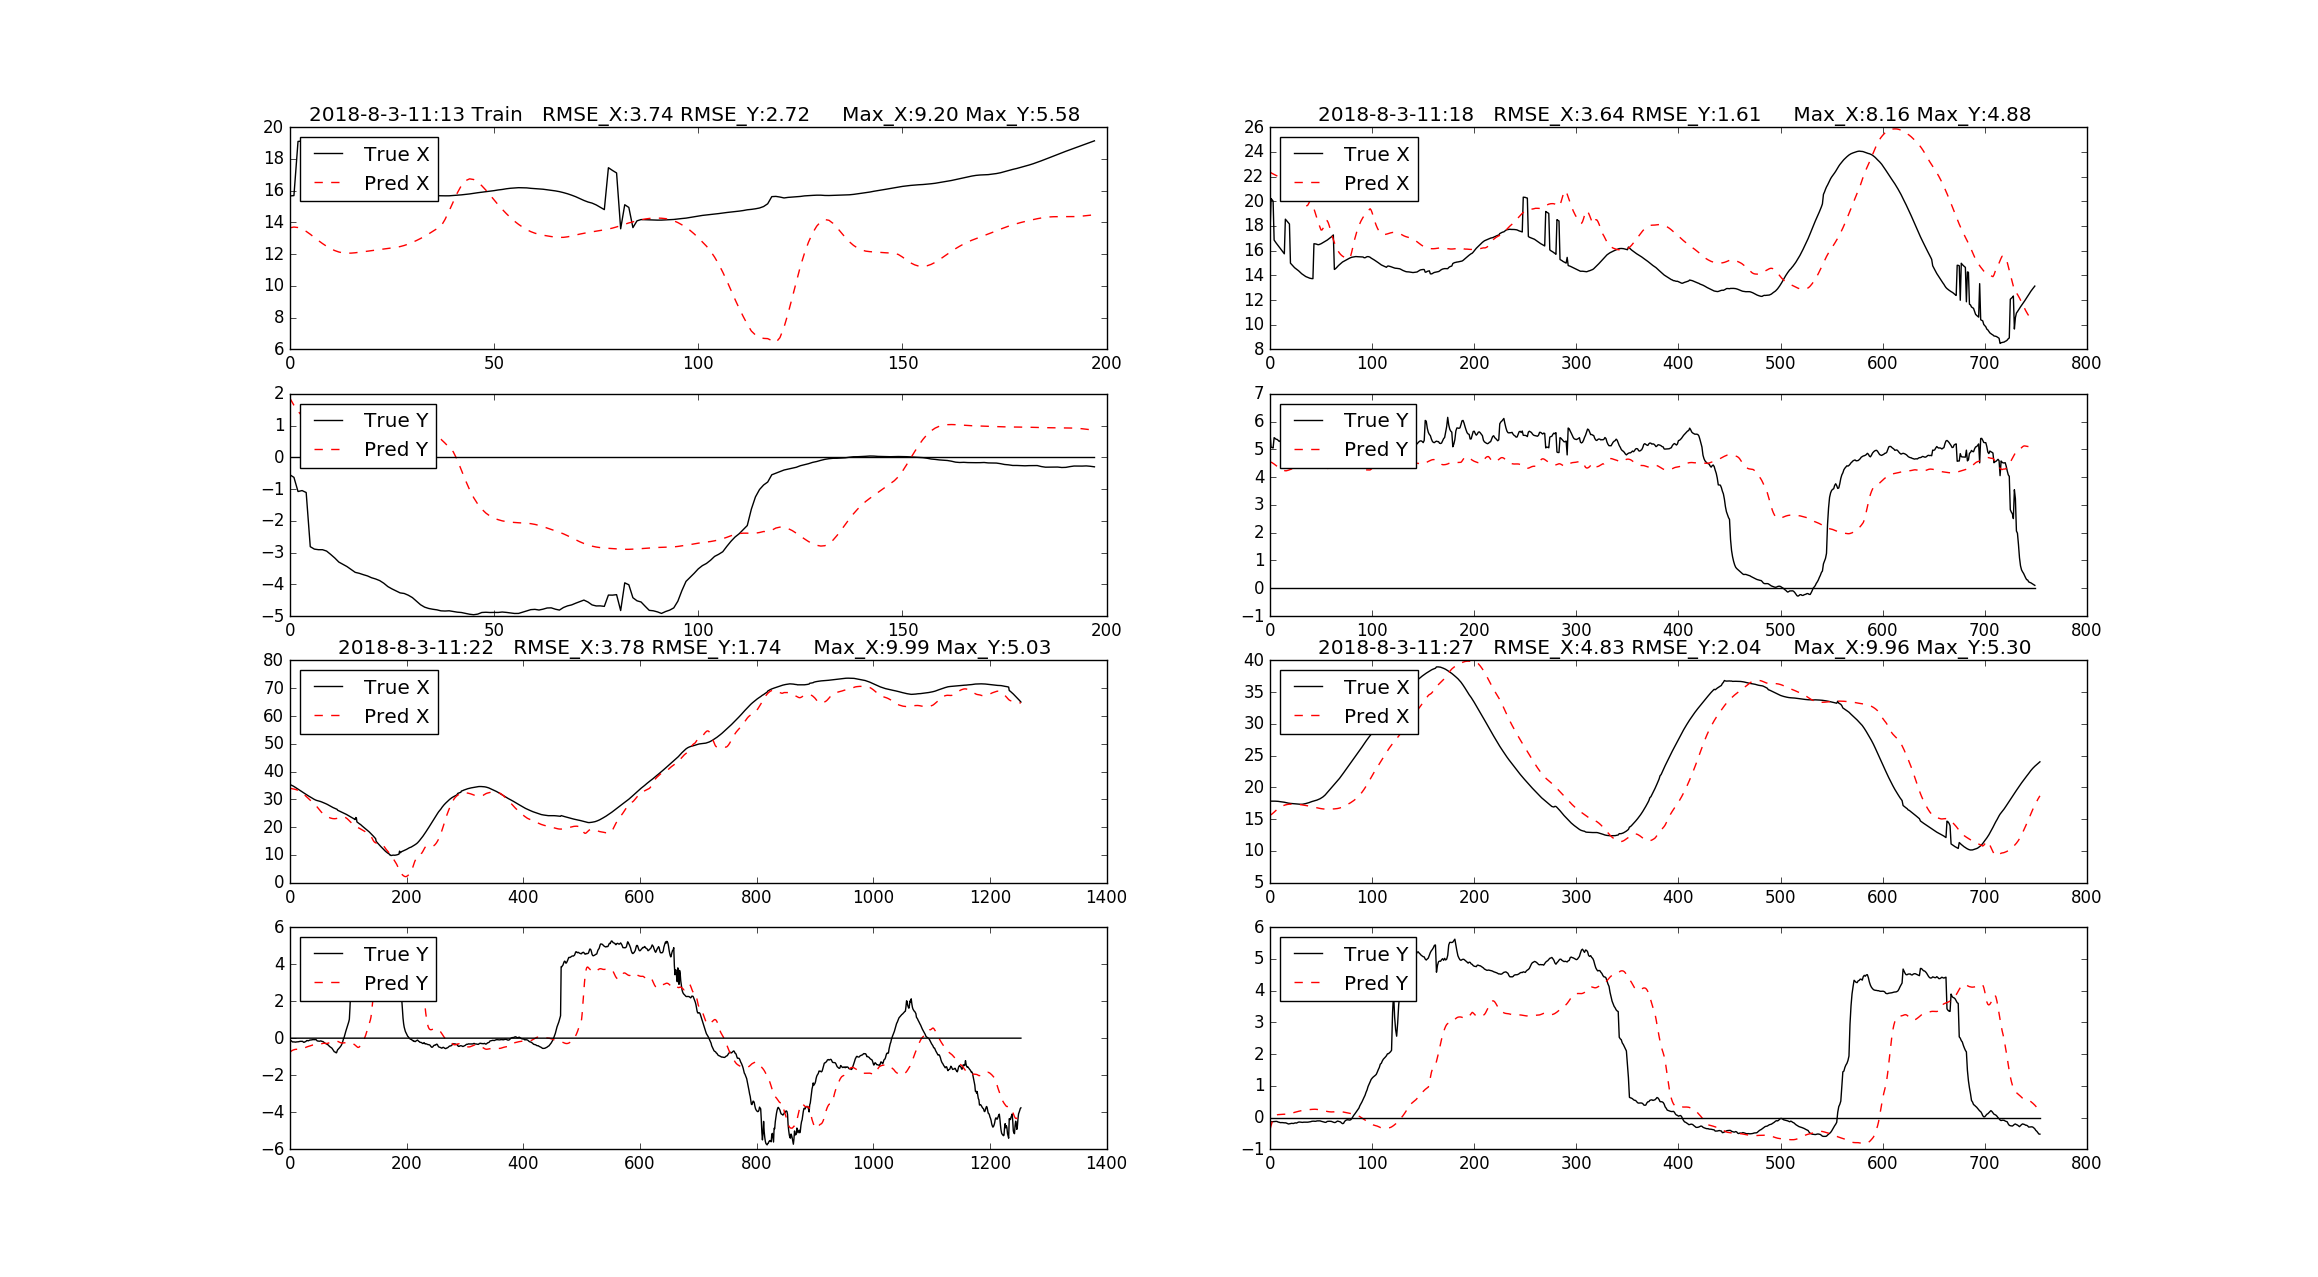 2018-8-3-11:13 Train   RMSE_X:3.74 RMSE_Y:2.72     Max_X:9.20 Max_Y:5.58
20
18
16
14
12
10
8
6
True X
Pred X
0 50 100 150 200
2
1
0
−1
−2
−3
−4
−5
True Y
Pred Y
0 50 100 150 200
2018-8-3-11:18   RMSE_X:3.64 RMSE_Y:1.61     Max_X:8.16 Max_Y:4.88
26
24
22
20
18
16
14
12
10
8
True X
Pred X
0 100 200 300 400 500 600 700 800
7
6
5
4
3
2
1
0
−1
True Y
Pred Y
0 100 200 300 400 500 600 700 800
2018-8-3-11:22   RMSE_X:3.78 RMSE_Y:1.74     Max_X:9.99 Max_Y:5.03
80
70
60
50
40
30
20
10
0
True X
Pred X
0 200 400 600 800 1000 1200 1400
6
4
2
0
−2
−4
−6
True Y
Pred Y
0 200 400 600 800 1000 1200 1400
2018-8-3-11:27   RMSE_X:4.83 RMSE_Y:2.04     Max_X:9.96 Max_Y:5.30
40
35
30
25
20
15
10
5
True X
Pred X
0 100 200 300 400 500 600 700 800
6
5
4
3
2
1
0
−1
True Y
Pred Y
0 100 200 300 400 500 600 700 800